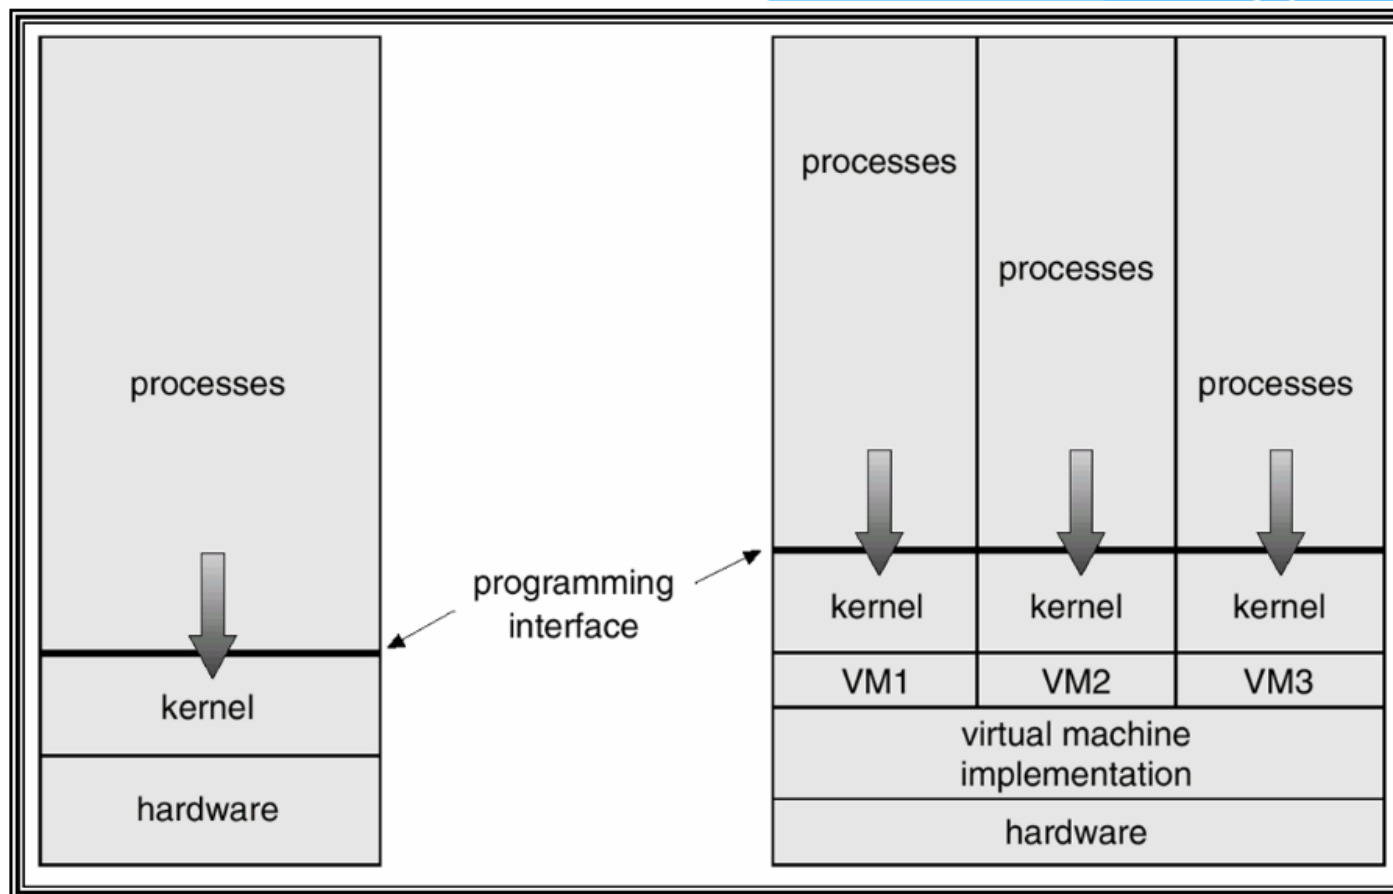 processes
kernel
hardware
programming
interface
processes
processes
processes
kernel
kernel
kernel
VM1
VM2
VM3
virtual machine
implementation
hardware